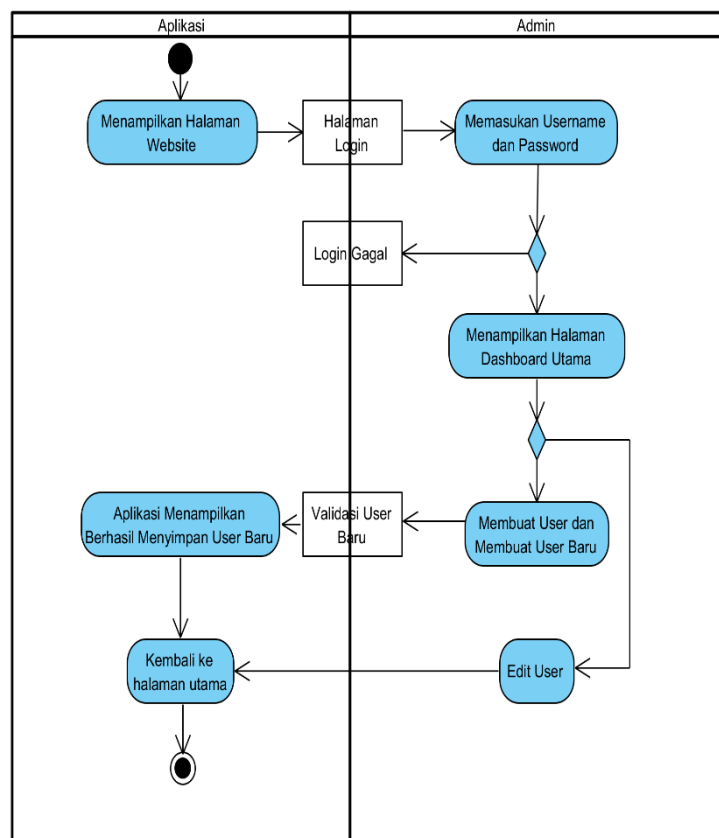 Aplikasi
Admin
Menampilkan Halaman
Website
Halaman
Login
Memasukan Username
dan Password
Login Gagal
Menampilkan Halaman
Dashboard Utama
Aplikasi Menampilkan
Berhasil Menyimpan User Baru
Validasi User
Baru
Membuat User dan
Membuat User Baru
Kembali ke
halaman utama
Edit User